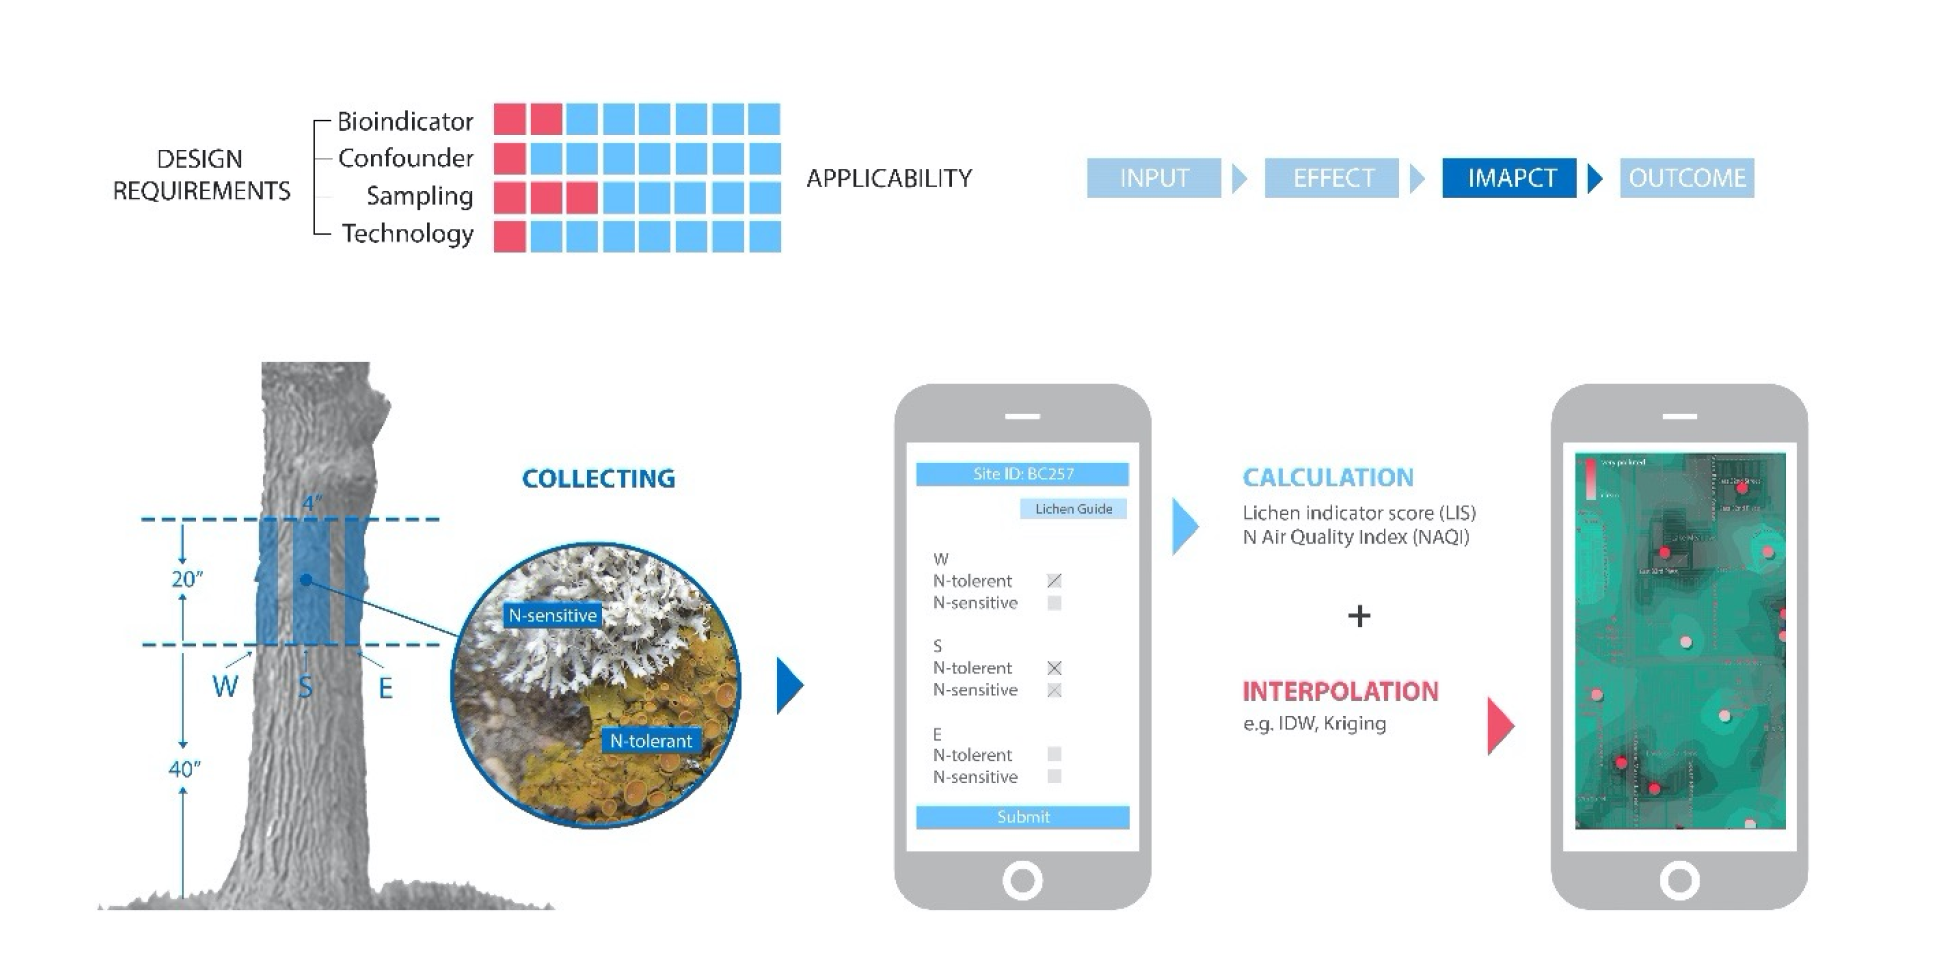 DESIGN
REQUIREMENTS
Bioindicator
Confounder
Sampling
Technology
APPLICABILITY
INPUT
EFFECT
IMAPCT
OUTCOME
4"
20"
40"
W
S
E
COLLECTING
N-sensitive
N-tolerant
Site ID: BC257
Lichen Guide
W
N-tolerent
N-sensitive
S
N-tolerent
N-sensitive
E
N-tolerent
N-sensitive
Submit
CALCULATION
Lichen indicator score (LIS)
N Air Quality Index (NAQI)
+
INTERPOLATION
e.g. IDW, Kriging
very polluted